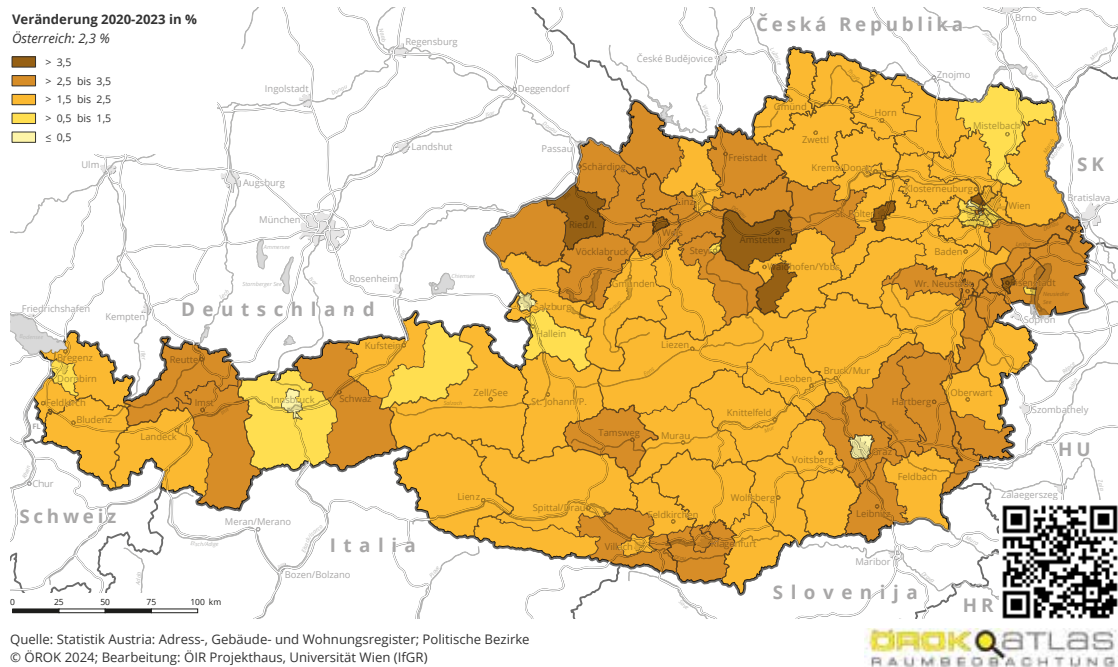 Veränderung 2020-2023 in %
Österreich: 2,3 %
> 3,5
> 2,5 bis 3,5
> 1,5 bis 2,5
> 0,5 bis 1,5
≤ 0,5
Česká Republika
Brno
Regensburg
České Budějovice
Znojmo
Ingolstadt
Deggendorf
Gmünd
Horn
Mistelbach
Landshut
Passau
Zwettl
SK
Ulm
Schärding
Freistadt
Krems/Donau
Augsburg
Klosterneuburg
Bratislava
Linz
Wien
München
Ried/I.
Wels
Amstetten
St. Pölten
Vöcklabruck
Steyr
Baden
Rosenheim
Waidhofen/Ybbs
Gmunden
Wr. Neustadt
Eisenstadt
Friedrichshafen
Kempten
Deutschland
Salzburg
Sopron
Hallein
Bregenz
Reutte
Kufstein
Liezen
Dornbirn
Bruck/Mur
Leoben
Feldkirch
Imst
Innsbruck
Schwaz
Zell/See
St. Johann/P.
Hartberg
Oberwart
Bludenz
Knittelfeld
Szombathely
FL
Landeck
Tamsweg
Murau
Graz
HU
Voitsberg
Feldbach
Chur
Lienz
Wolfsberg
Zalaegerszeg
Spittal/Drau
Feldkirchen
Leibnitz
Schweiz
Meran/Merano
Villach
Klagenfurt
Italia
Maribor
Bozen/Bolzano
Slovenija
HR
0 25 50 75 100 km
Quelle: Statistik Austria: Adress-, Gebäude- und Wohnungsregister; Politische Bezirke
© ÖROK 2024; Bearbeitung: ÖIR Projekthaus, Universität Wien (IfGR)
ÖROK ATLAS
RAUMBEOBACHTUNG